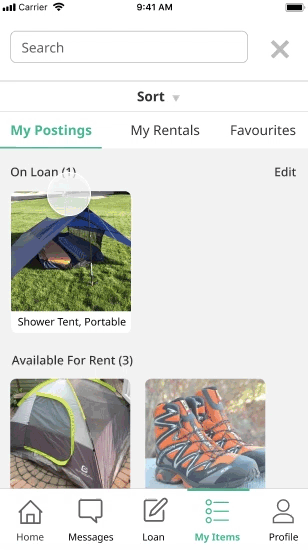 Carrier 9:41 AM
Search
Sort
My Postings My Rentals Favourites
On Loan (1) Edit
Shower Tent, Portable
Available For Rent (3)
Home Messages Loan My Items Profile